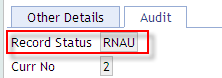 Other Details Audit
Record Status RNAU
Curr No 2